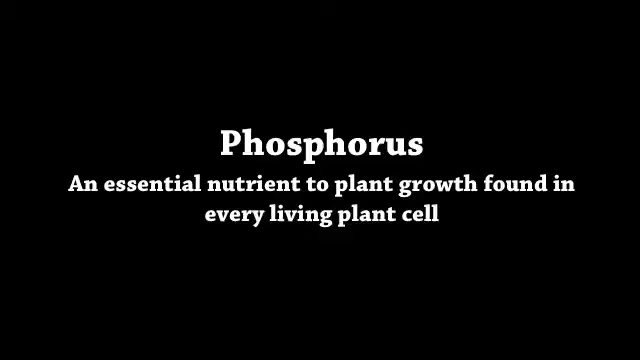 Phosphorus
An essential nutrient to plant growth found in
every living plant cell